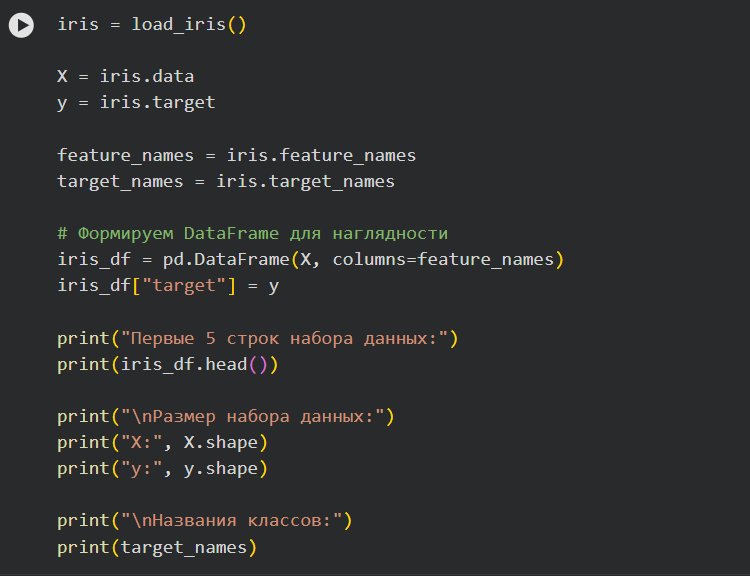 iris = load_iris()
X = iris.data
y = iris.target
feature_names = iris.feature_names
target_names = iris.target_names
# Формируем DataFrame для наглядности
iris_df = pd.DataFrame(X, columns=feature_names)
iris_df["target"] = y
print("Первые 5 строк набора данных:")
print(iris_df.head())
print("\nРазмер набора данных:")
print("X:", X.shape)
print("y:", y.shape)
print("\nНазвания классов:")
print(target_names)